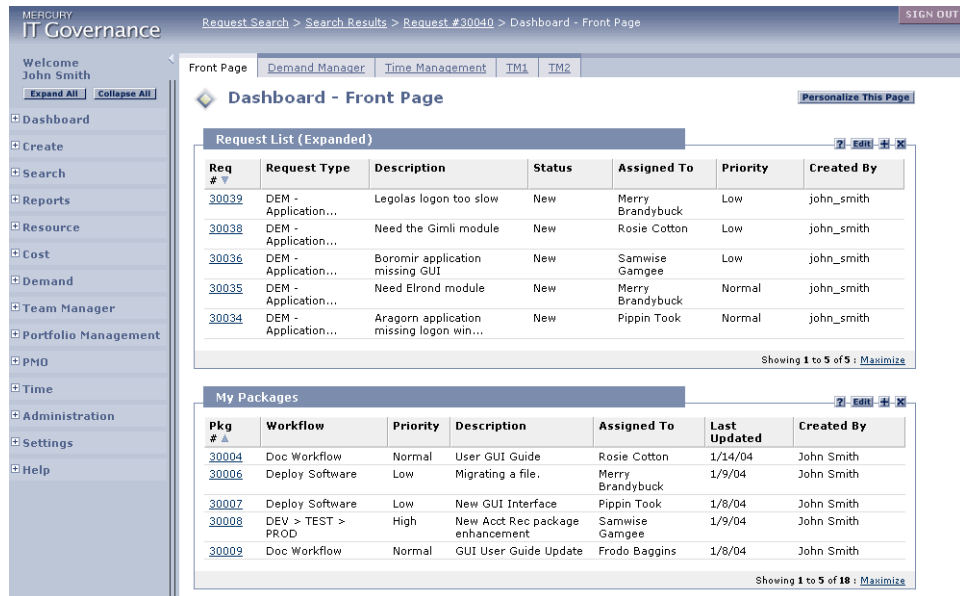 MERCURY
IT Governance
Request Search > Search Results > Request #30040 > Dashboard - Front Page
SIGN OUT
Welcome
John Smith
Expand All Collapse All
Dashboard
Create
Search
Reports
Resource
Cost
Demand
Team Manager
Portfolio Management
PMO
Time
Administration
Settings
Help
Front Page Demand Manager Time Management TM1 TM2
Dashboard - Front Page
Personalize This Page
Request List (Expanded)
? Edit + X
Req Request Type Description Status Assigned To Priority Created By
#
30039 DEM - Legolas logon too slow New Merry Low john_smith
Application... Brandybuck
30038 DEM - Need the Gimli module New Rosie Cotton Low john_smith
Application...
30036 DEM - Boromir application New Samwise Low john_smith
Application... missing GUI Gamgee
30035 DEM - Need Elrond module New Merry Normal john_smith
Application... Brandybuck
30034 DEM - Aragorn application New Pippin Took Normal john_smith
Application... missing logon win...
Showing 1 to 5 of 5 : Maximize
My Packages
? Edit + X
Pkg Workflow Priority Description Assigned To Last Created By
# Updated
30004 Doc Workflow Normal User GUI Guide Rosie Cotton 1/14/04 John Smith
30006 Deploy Software Low Migrating a file. Merry 1/9/04 John Smith
Brandybuck
30007 Deploy Software Low New GUI Interface Pippin Took 1/8/04 John Smith
30008 DEV > TEST > High New Acct Rec package Samwise 1/9/04 John Smith
PROD enhancement Gamgee
30009 Doc Workflow Normal GUI User Guide Update Frodo Baggins 1/8/04 John Smith
Showing 1 to 5 of 18 : Maximize